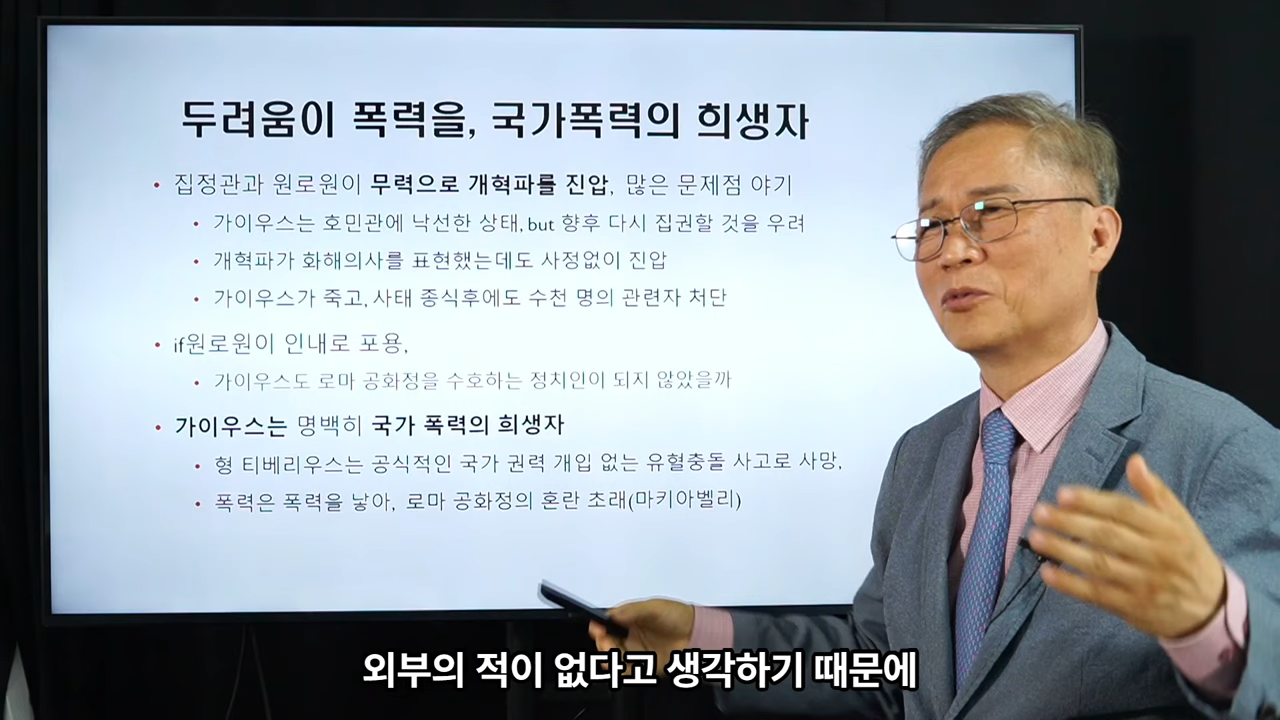 두려움이 폭력을, 국가폭력의 희생자
• 집정관과 원로원이 무력으로 개혁파를 진압, 많은 문제점 야기
• 가이우스는 호민관에 낙선한 상태, but 향후 다시 집권할 것을 우려
• 개혁파가 화해의사를 표현했는데도 사정없이 진압
• 가이우스가 죽고, 사태 종식후에도 수천 명의 관련자 처단
• if원로원이 인내로 포용,
• 가이우스도 로마 공화정을 수호하는 정치인이 되지 않았을까
• 가이우스는 명백히 국가 폭력의 희생자
• 형 티베리우스는 공식적인 국가 권력 개입 없는 유혈충돌 사고로 사망,
• 폭력은 폭력을 낳아, 로마 공화정의 혼란 초래(마키아벨리)
외부의 적이 없다고 생각하기 때문에